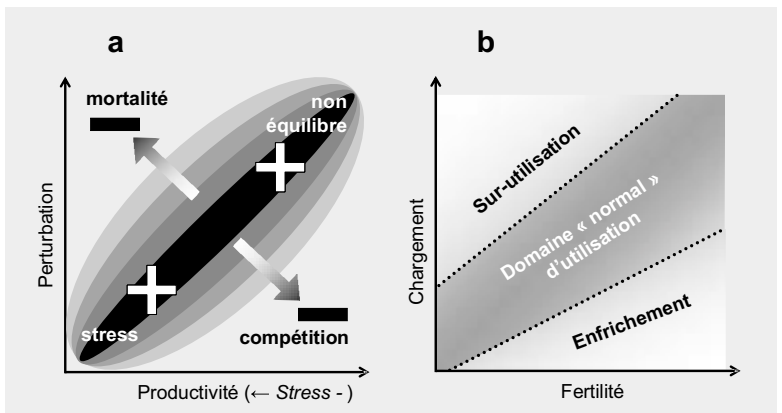 a
mortalité
non
équilibre
stress
compétition
Perturbation
Productivité (← Stress - )
b
Sur-utilisation
Domaine « normal »
d’utilisation
Enfrichement
Chargement
Fertilité